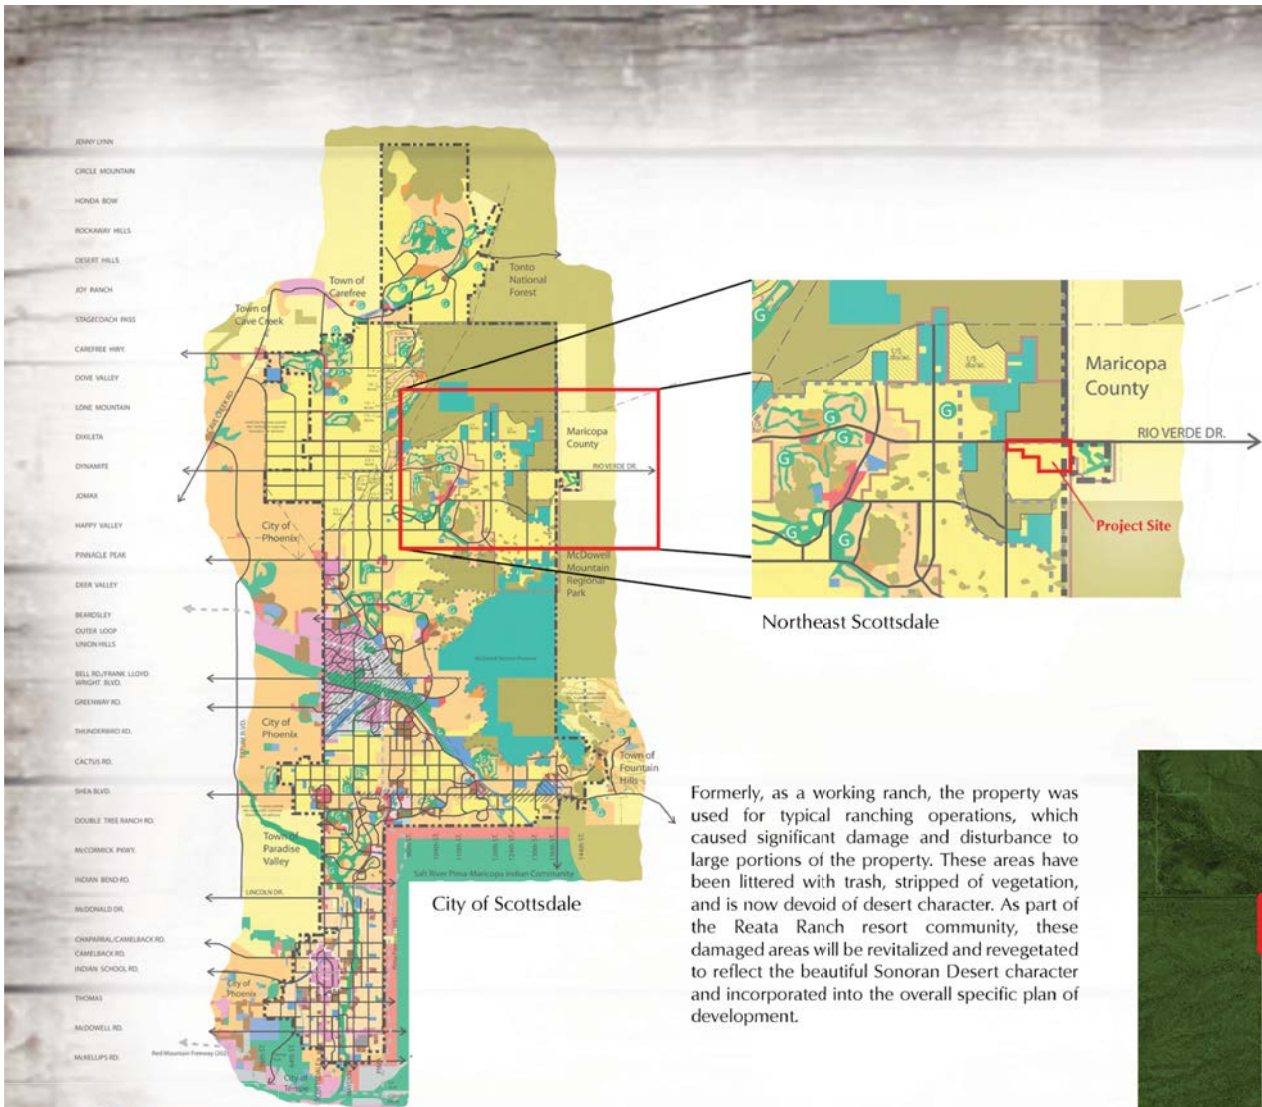 JENNY LYNN
CIRCLE MOUNTAIN
HONDA BOW
ROCKAWAY HILLS
DESERT HILLS
JOY RANCH
STAGECOACH PASS
CAREFREE HWY.
DOVE VALLEY
LONE MOUNTAIN
DIXILETA
DYNAMITE
JOMAX
HAPPY VALLEY
PINNACLE PEAK
DEER VALLEY
BEARDSLEY
OUTER LOOP
UNION HILLS
BELL RD./FRANK LLOYD
WRIGHT BLVD.
GREENWAY RD.
THUNDERBIRD RD.
CACTUS RD.
SHEA BLVD.
DOUBLE TREE RANCH RD.
McCORMICK PKWY.
INDIAN BEND RD.
McDONALD DR.
CHAPARRAL/CAMELBACK RD.
CAMELBACK RD.
INDIAN SCHOOL RD.
THOMAS
McDOWELL RD.
McKELLIPS RD.
Town of
Carefree
Town of
Cave Creek
Tonto
National
Forest
CAVE CREEK RD.
Maricopa
County
RIO VERDE DR.
City of
Phoenix
McDowell
Mountain
Regional
Park
City of
Phoenix
TATUM BLVD.
Town of
Fountain
Hills
Town of
Paradise
Valley
LINCOLN DR.
Salt River Pima-Maricopa Indian Community
City of Scottsdale
City of
Phoenix
Red Mountain Freeway (202)
City of
Tempe
G
G
G
G
G
G
G
Maricopa
County
RIO VERDE DR.
Project Site
Northeast Scottsdale
Formerly, as a working ranch, the property was
used for typical ranching operations, which
caused significant damage and disturbance to
large portions of the property. These areas have
been littered with trash, stripped of vegetation,
and is now devoid of desert character. As part of
the Reata Ranch resort community, these
damaged areas will be revitalized and revegetated
to reflect the beautiful Sonoran Desert character
and incorporated into the overall specific plan of
development.